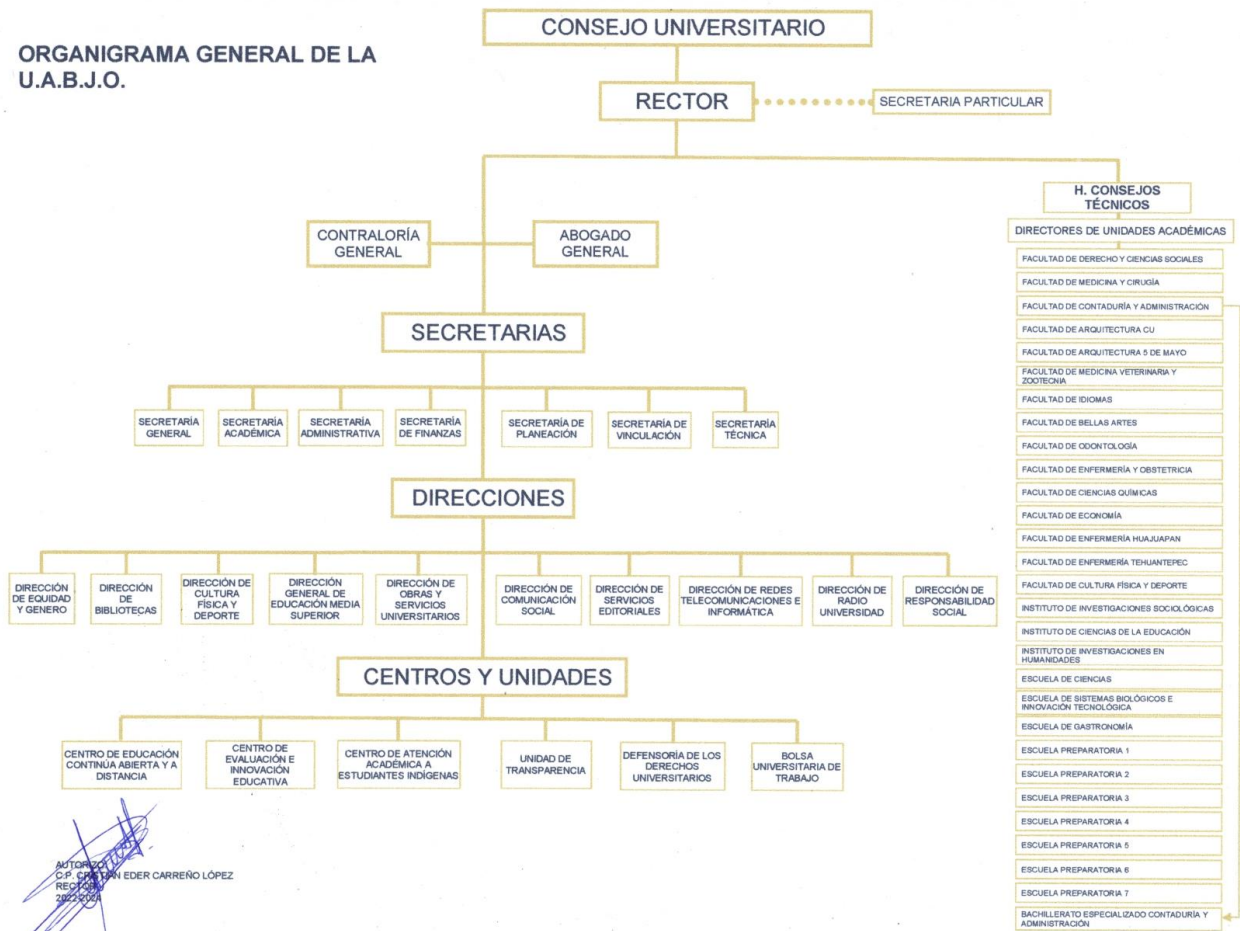 ORGANIGRAMA GENERAL DE LA
U.A.B.J.O.
CONSEJO UNIVERSITARIO
RECTOR
SECRETARIA PARTICULAR
CONTRALORÍA
GENERAL
ABOGADO
GENERAL
SECRETARIAS
SECRETARÍA
GENERAL
SECRETARÍA
ACADÉMICA
SECRETARÍA
ADMINISTRATIVA
SECRETARÍA
DE FINANZAS
SECRETARÍA DE
PLANEACIÓN
SECRETARÍA DE
VINCULACIÓN
SECRETARÍA
TÉCNICA
DIRECCIONES
DIRECCIÓN
DE EQUIDAD
Y GENERO
DIRECCIÓN
DE
BIBLIOTECAS
DIRECCIÓN DE
CULTURA
FÍSICA Y
DEPORTE
DIRECCIÓN
GENERAL DE
EDUCACIÓN MEDIA
SUPERIOR
DIRECCIÓN DE
OBRAS Y
SERVICIOS
UNIVERSITARIOS
DIRECCIÓN DE
COMUNICACIÓN
SOCIAL
DIRECCIÓN DE
SERVICIOS
EDITORIALES
DIRECCIÓN DE REDES
TELECOMUNICACIONES E
INFORMÁTICA
DIRECCIÓN DE
RADIO
UNIVERSIDAD
DIRECCIÓN DE
RESPONSABILIDAD
SOCIAL
CENTROS Y UNIDADES
CENTRO DE EDUCACIÓN
CONTINÚA ABIERTA Y A
DISTANCIA
CENTRO DE
EVALUACIÓN E
INNOVACIÓN
EDUCATIVA
CENTRO DE ATENCIÓN
ACADÉMICA A
ESTUDIANTES INDÍGENAS
UNIDAD DE
TRANSPARENCIA
DEFENSORÍA DE LOS
DERECHOS
UNIVERSITARIOS
BOLSA
UNIVERSITARIA DE
TRABAJO
H. CONSEJOS
TÉCNICOS
DIRECTORES DE UNIDADES ACADÉMICAS
FACULTAD DE DERECHO Y CIENCIAS SOCIALES
FACULTAD DE MEDICINA Y CIRUGÍA
FACULTAD DE CONTADURÍA Y ADMINISTRACIÓN
FACULTAD DE ARQUITECTURA CU
FACULTAD DE ARQUITECTURA 5 DE MAYO
FACULTAD DE MEDICINA VETERINARIA Y
ZOOTECNIA
FACULTAD DE IDIOMAS
FACULTAD DE BELLAS ARTES
FACULTAD DE ODONTOLOGÍA
FACULTAD DE ENFERMERÍA Y OBSTETRICIA
FACULTAD DE CIENCIAS QUÍMICAS
FACULTAD DE ECONOMÍA
FACULTAD DE ENFERMERÍA HUAJUAPAN
FACULTAD DE ENFERMERÍA TEHUANTEPEC
FACULTAD DE CULTURA FÍSICA Y DEPORTE
INSTITUTO DE INVESTIGACIONES SOCIOLÓGICAS
INSTITUTO DE CIENCIAS DE LA EDUCACIÓN
INSTITUTO DE INVESTIGACIONES EN
HUMANIDADES
ESCUELA DE CIENCIAS
ESCUELA DE SISTEMAS BIOLÓGICOS E
INNOVACIÓN TECNOLÓGICA
ESCUELA DE GASTRONOMÍA
ESCUELA PREPARATORIA 1
ESCUELA PREPARATORIA 2
ESCUELA PREPARATORIA 3
ESCUELA PREPARATORIA 4
ESCUELA PREPARATORIA 5
ESCUELA PREPARATORIA 6
ESCUELA PREPARATORIA 7
BACHILLERATO ESPECIALIZADO CONTADURÍA Y
ADMINISTRACIÓN
AUTORIZO
C.P. CRISTIAN EDER CARREÑO LÓPEZ
RECTOR
2022-2024